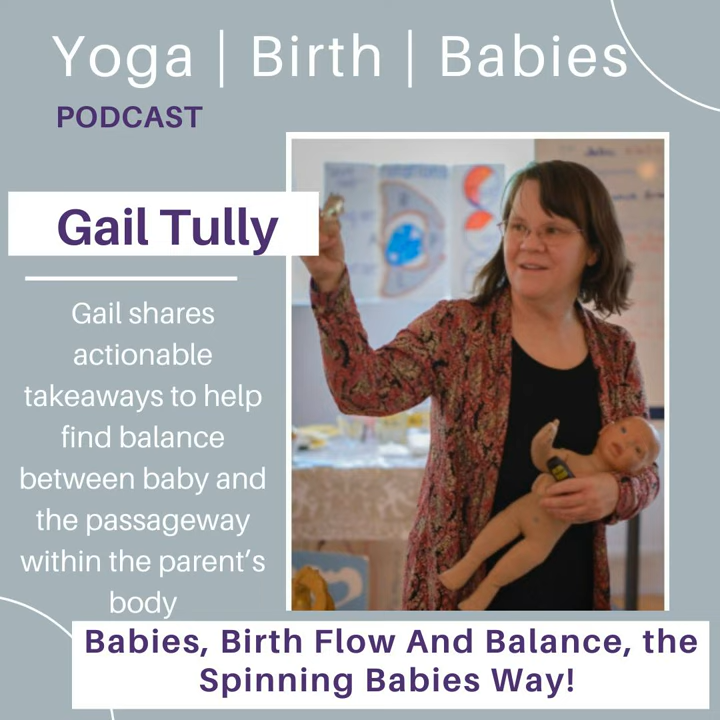 Yoga | Birth | Babies
PODCAST
Gail Tully
Gail shares
actionable
takeaways to help
find balance
between baby and
the passageway
within the parent’s
body
Babies, Birth Flow And Balance, the
Spinning Babies Way!